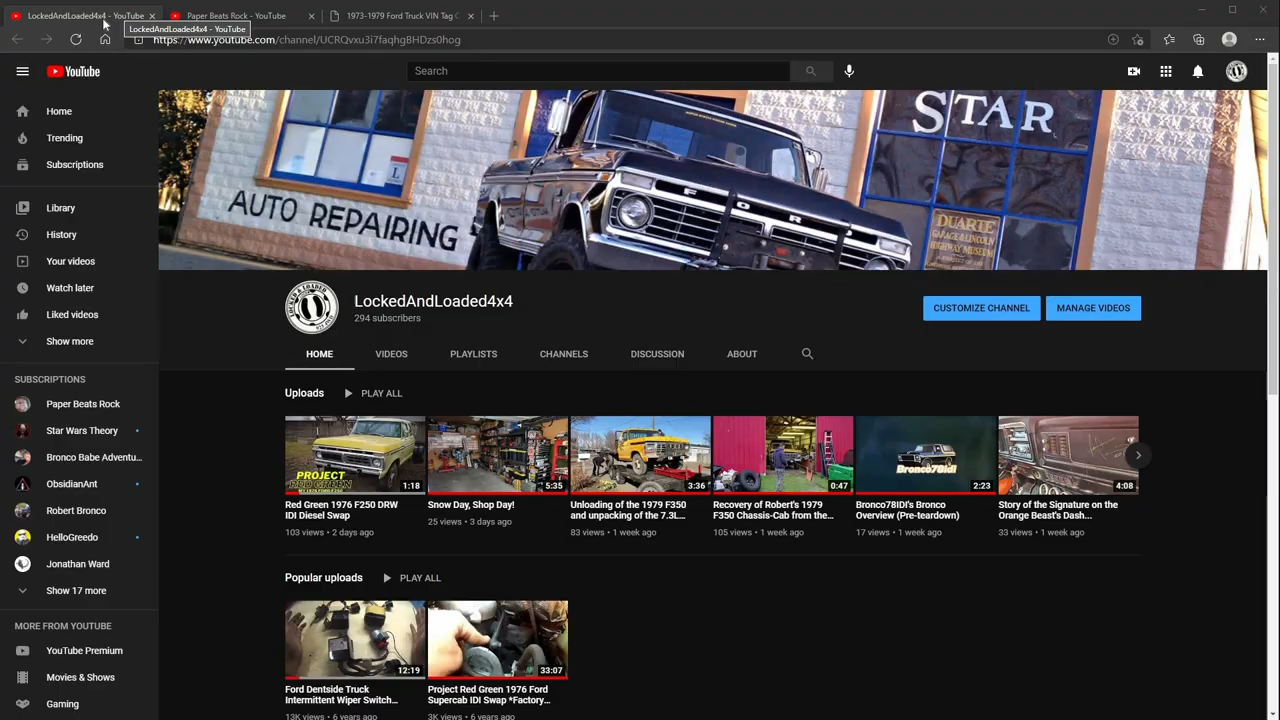 LockedAndLoaded4x4 - YouTube
Paper Beats Rock - YouTube
1973-1979 Ford Truck VIN Tag C
LockedAndLoaded4x4 - YouTube
https://www.youtube.com/channel/UCRQvxu3i7faqhgBHDzs0hog
YouTube
Search
Home
Trending
Subscriptions
Library
History
Your videos
Watch later
Liked videos
Show more
SUBSCRIPTIONS
Paper Beats Rock
Star Wars Theory
Bronco Babe Adventu...
ObsidianAnt
Robert Bronco
HelloGreedo
Jonathan Ward
Show 17 more
MORE FROM YOUTUBE
YouTube Premium
Movies & Shows
Gaming
AUTO REPAIRING
L
FOR
STAR
DUARTE
GARAGE & LINCOLN
HIGHWAY MUSEUM
LockedAndLoaded4x4
294 subscribers
CUSTOMIZE CHANNEL
MANAGE VIDEOS
HOME
VIDEOS
PLAYLISTS
CHANNELS
DISCUSSION
ABOUT
Uploads
PLAY ALL
PROJECT
RED GREEN
1:18
Red Green 1976 F250 DRW
IDI Diesel Swap
103 views • 2 days ago
5:35
Snow Day, Shop Day!
25 views • 3 days ago
3:36
Unloading of the 1979 F350
and unpacking of the 7.3L...
83 views • 1 week ago
0:47
Recovery of Robert's 1979
F350 Chassis-Cab from the...
105 views • 1 week ago
Bronco78idi
2:23
Bronco78IDI's Bronco
Overview (Pre-teardown)
17 views • 1 week ago
4:08
Story of the Signature on the
Orange Beast's Dash...
33 views • 1 week ago
Popular uploads
PLAY ALL
12:19
Ford Dentside Truck
Intermittent Wiper Switch...
13K views • 6 years ago
33:07
Project Red Green 1976 Ford
Supercab IDI Swap *Factory...
3K views • 6 years ago